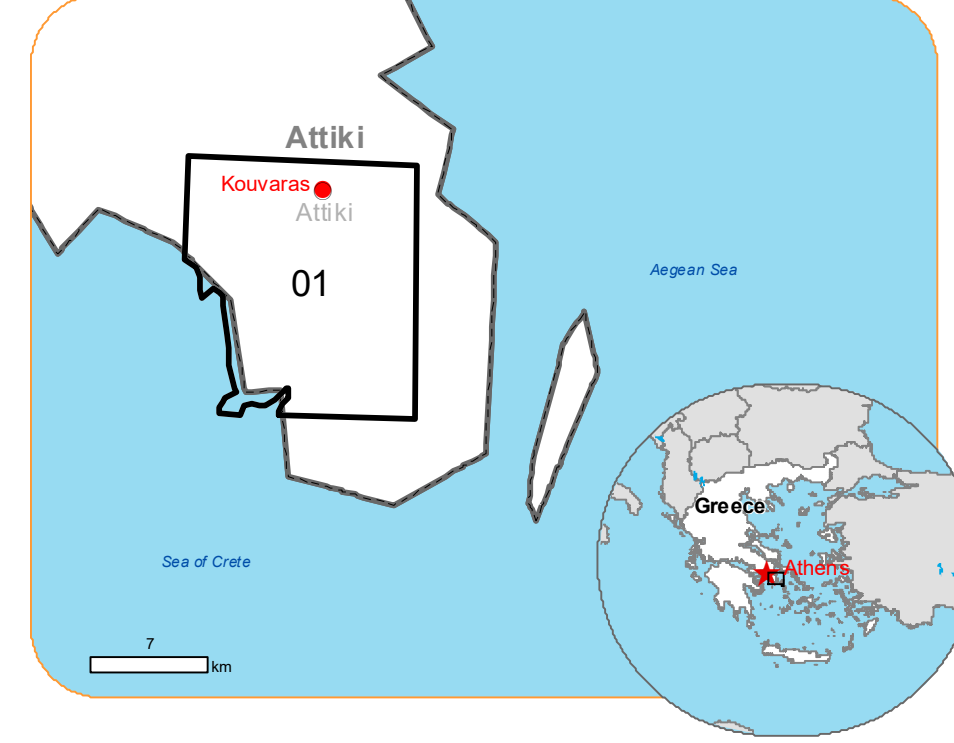 Attiki
Kouvaras
Attiki
01
Aegean Sea
Greece
Athens
Sea of Crete
7
km